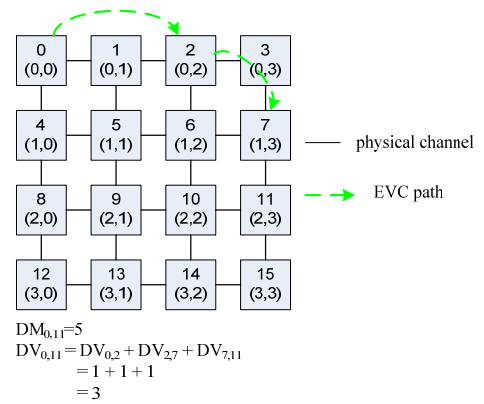 0 1 2 3
(0,0) (0,1) (0,2) (0,3)
4 5 6 7
(1,0) (1,1) (1,2) (1,3)
physical channel
8 9 10 11
(2,0) (2,1) (2,2) (2,3)
EVC path
12 13 14 15
(3,0) (3,1) (3,2) (3,3)
DM0,11=5
DV0,11 = DV0,2 + DV2,7 + DV7,11
= 1 + 1 + 1
= 3